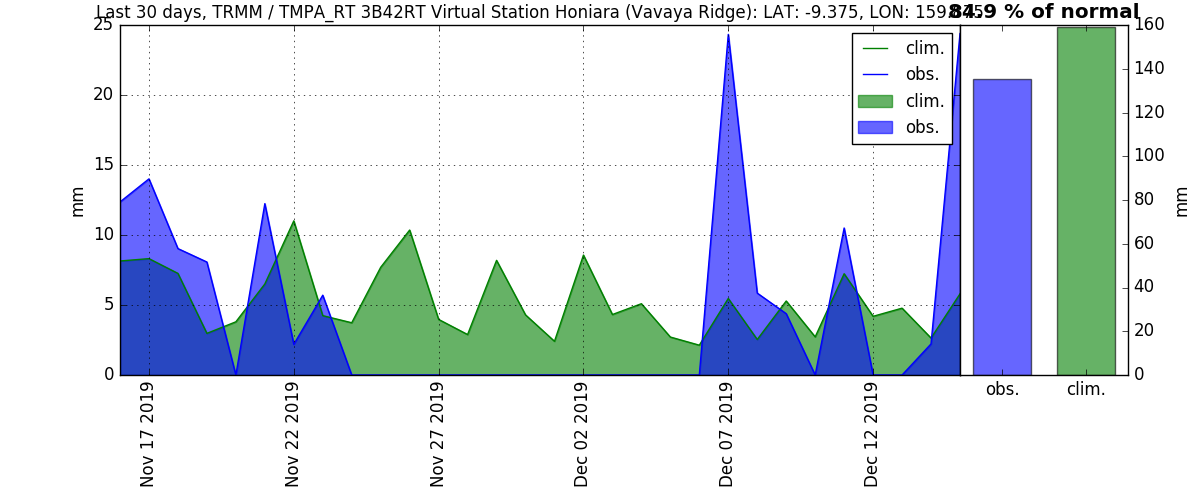 Last 30 days, TRMM / TMPA_RT 3B42RT Virtual Station Honiara (Vavaya Ridge): LAT: -9.375, LON:
84.9 % of normal
25
20
15
10
5
0
mm
clim.
obs.
clim.
obs.
160
140
120
100
80
60
40
20
0
mm
obs.
clim.
Nov 17 2019
Nov 22 2019
Nov 27 2019
Dec 02 2019
Dec 07 2019
Dec 12 2019